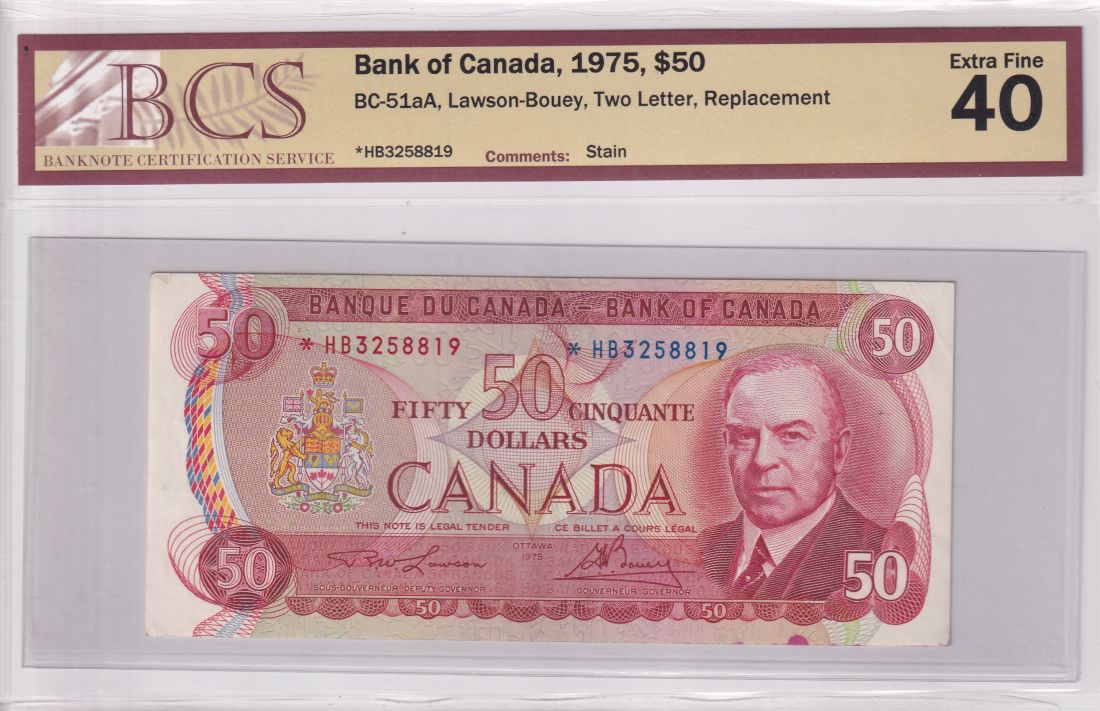 BCS
BANKNOTE CERTIFICATION SERVICE
Bank of Canada, 1975, $50
BC-51aA, Lawson-Bouey, Two Letter, Replacement
*HB3258819 Comments: Stain
Extra Fine
40
BANQUE DU CANADA – BANK OF CANADA
50
50
*HB3258819
*HB3258819
FIFTY 50 CINQUANTE
DOLLARS
CANADA
THIS NOTE IS LEGAL TENDER CE BILLET A COURS LÉGAL
OTTAWA
1975
50
Lawson
Bouey
50
SOUS-GOUVERNEUR DEPUTY GOVERNOR GOUVERNEUR GOVERNOR
50 50